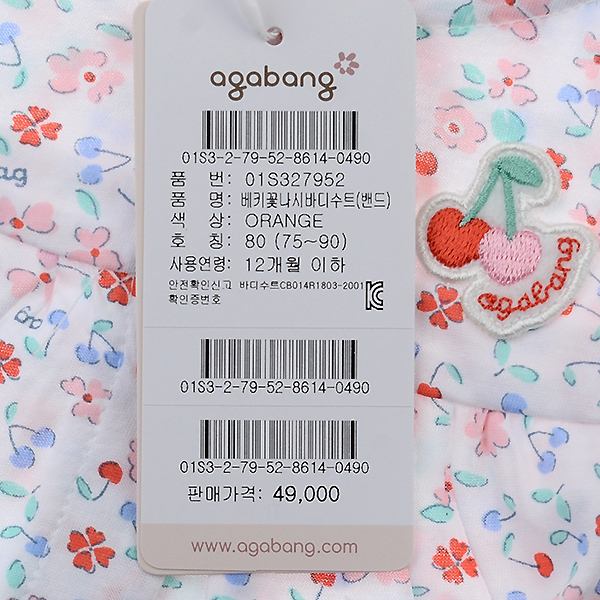 agabang
01S3-2-79-52-8614-0490
품 번: 01S327952
품 명: 베키꽃나시바디수트(밴드)
색 상: ORANGE
호 칭: 80 (75~90)
사용연령: 12개월 이하
안전확인신고 바디수트CB014R1803-2001
확인증번호
01S3-2-79-52-8614-0490
01S3-2-79-52-8614-0490
판매가격: 49,000
www.agabang.com
agabang